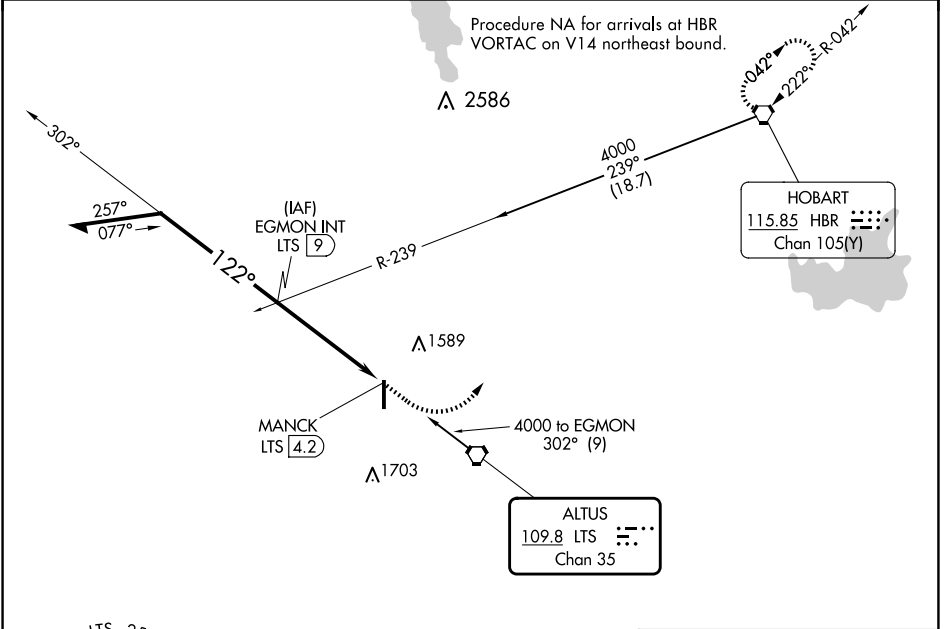 Procedure NA for arrivals at HBR
VORTAC on V14 northeast bound.
R-042
042°
222°
2586
302°
4000
239°
(18.7)
HOBART
115.85 HBR
Chan 105(Y)
257°
077°
(IAF)
EGMON INT
LTS 9
122°
R-239
1589
MANCK
LTS 4.2
4000 to EGMON
302° (9)
1703
ALTUS
109.8 LTS
Chan 35